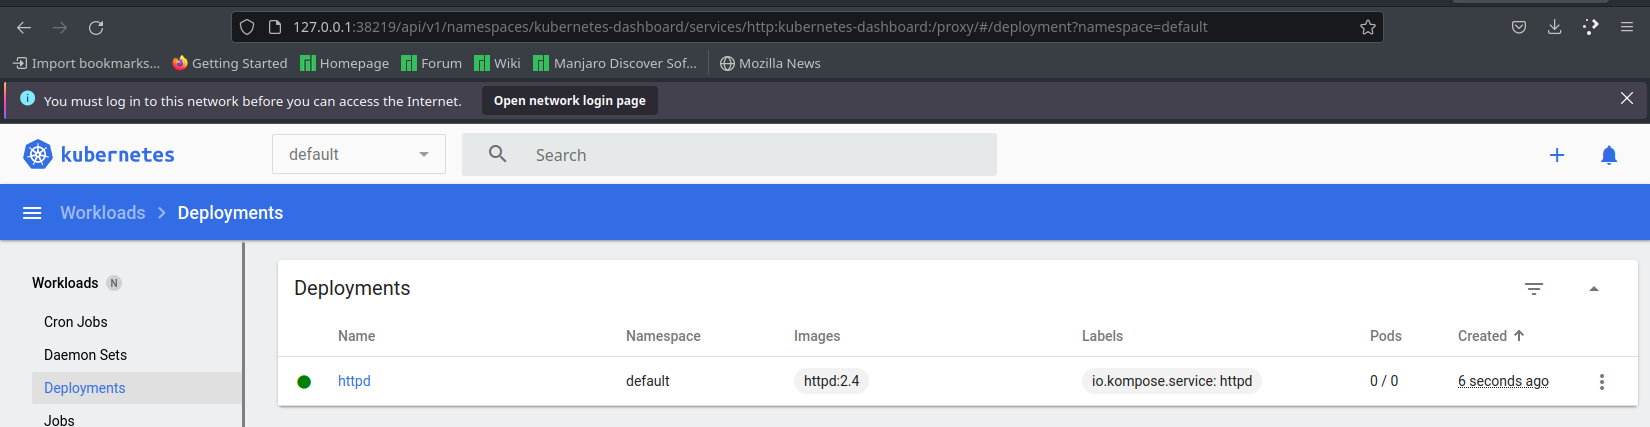 127.0.0.1:38219/api/v1/namespaces/kubernetes-dashboard/services/http:kubernetes-dashboard:/proxy/#/deployment?namespace=default
Import bookmarks... Getting Started Homepage Forum Wiki Manjaro Discover Sof... Mozilla News
You must log in to this network before you can access the Internet. Open network login page
kubernetes default Search
Workloads Deployments
Workloads N
Cron Jobs
Daemon Sets
Deployments
Jobs
Deployments
Name Namespace Images Labels Pods Created
httpd default httpd:2.4 io.kompose.service: httpd 0 / 0 6 seconds ago